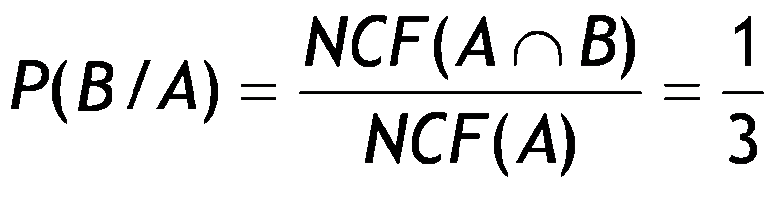 P(B/A) = NCF(A ∩ B) / NCF(A) = 1/3